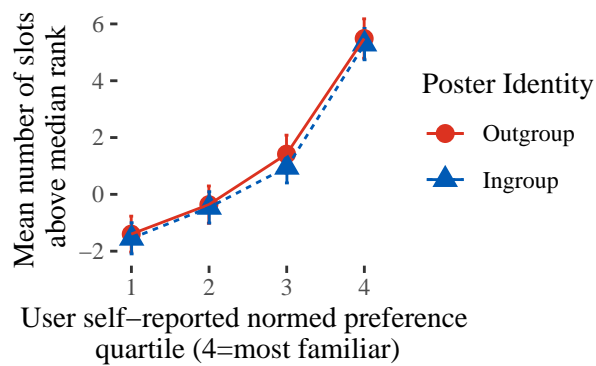 Mean number of slots
above median rank
6
4
2
0
−2
1 2 3 4
User self−reported normed preference
quartile (4=most familiar)
Poster Identity
Outgroup
Ingroup